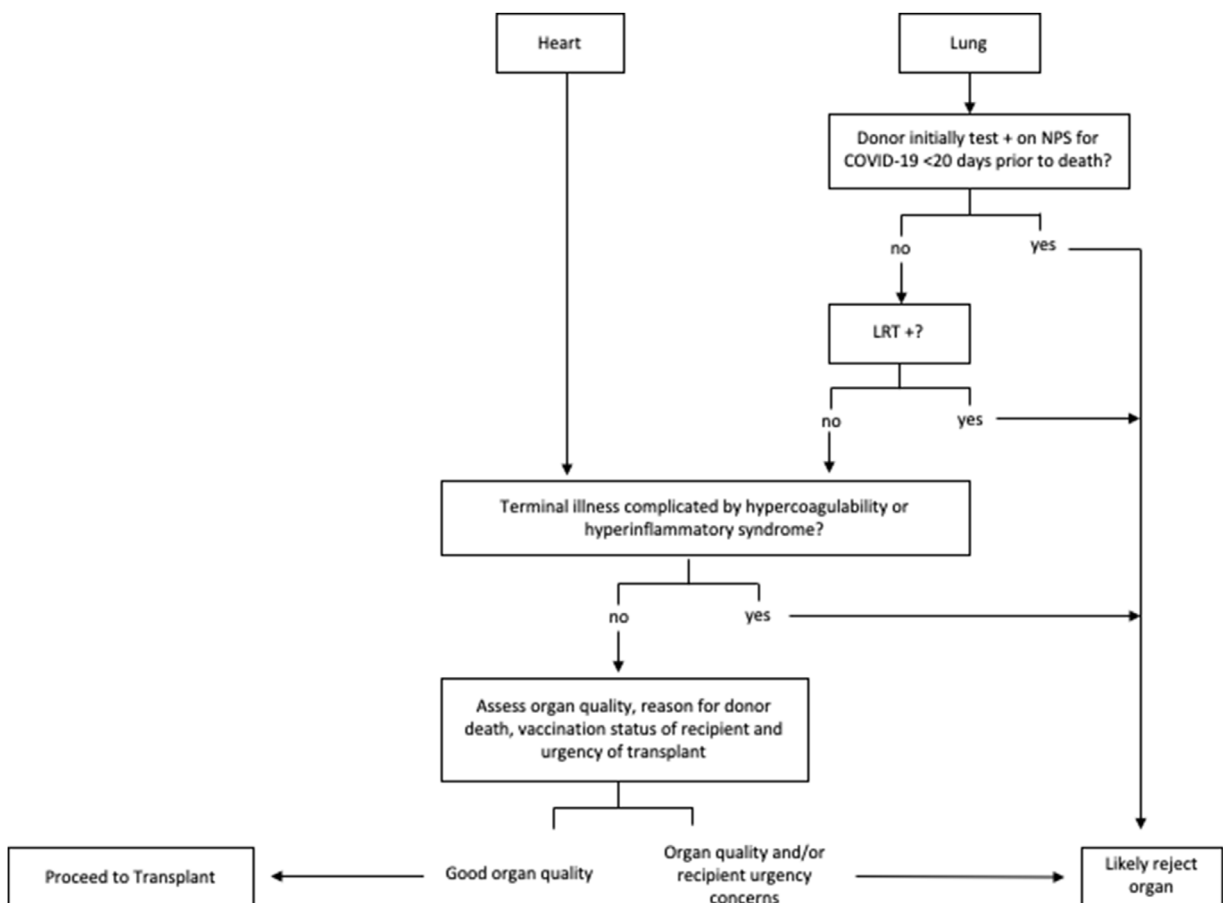 Heart
Lung
Donor initially test + on NPS for
COVID-19 <20 days prior to death?
no
yes
LRT +?
no
yes
Terminal illness complicated by hypercoagulability or
hyperinflammatory syndrome?
no
yes
Assess organ quality, reason for donor
death, vaccination status of recipient and
urgency of transplant
Proceed to Transplant
Good organ quality
Organ quality and/or
recipient urgency
concerns
Likely reject
organ